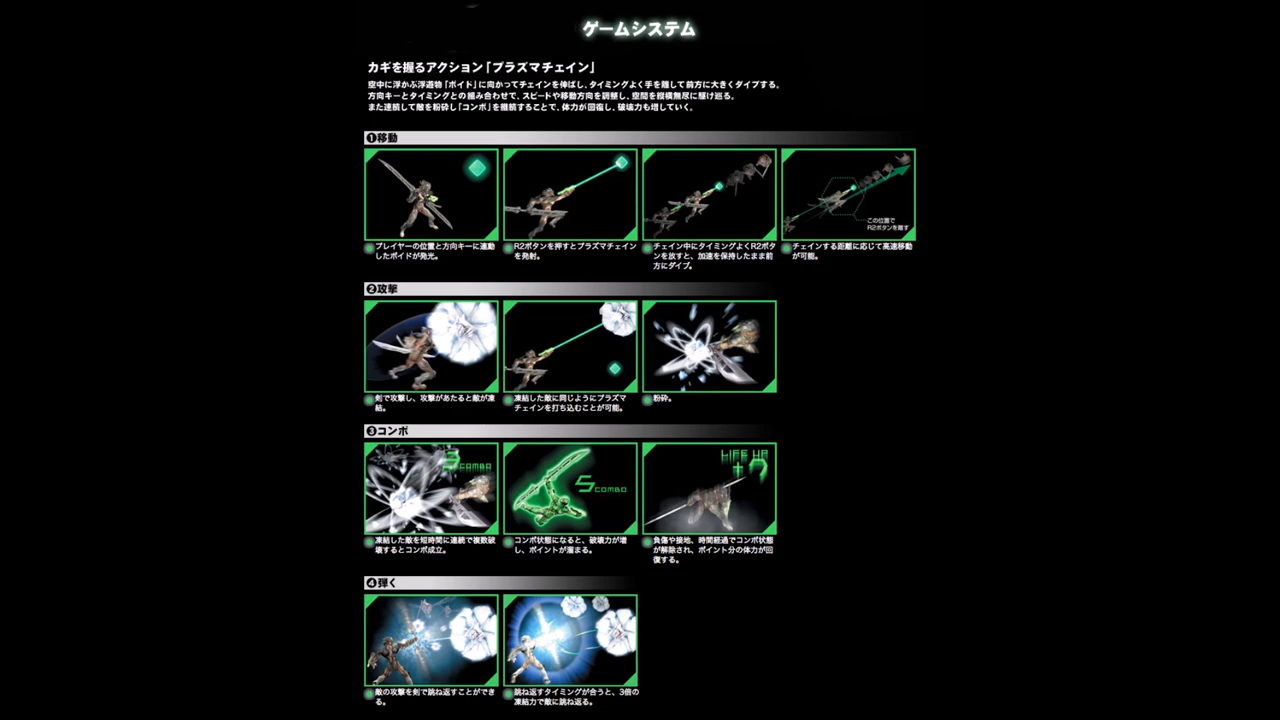 ゲームシステム
カギを握るアクション「プラズマチェイン」
空中に浮かぶ浮遊物「ボイド」に向かってチェインを伸ばし、タイミングよく手を離して前方に大きくダイブする。
方向キーとタイミングとの組み合わせで、スピードや移動方向を調整し、空間を縦横無尽に駆け巡る。
また連続して敵を粉砕し「コンボ」を継続することで、体力が回復し、破壊力も増していく。
❶移動
この位置で
R2ボタンを離す
プレイヤーの位置と方向キーに連動
したボイドが発光。
R2ボタンを押すとプラズマチェイン
を発射。
チェイン中にタイミングよくR2ボタ
ンを放すと、加速を保持したまま前
方にダイブ。
チェインする距離に応じて高速移動
が可能。
❷攻撃
剣で攻撃し、攻撃があたると敵が凍
結。
凍結した敵に同じようにプラズマ
チェインを打ち込むことが可能。
粉砕。
❸コンボ
COMBO
5 COMBO
LIFE UP
凍結した敵を短時間に連続で複数破
壊するとコンボ成立。
コンボ状態になると、破壊力が増
し、ポイントが溜まる。
負傷や接地、時間経過でコンボ状態
が解除され、ポイント分の体力が回
復する。
❹弾く
敵の攻撃を剣で跳ね返すことができ
る。
跳ね返すタイミングが合うと、3倍の
凍結力で敵に跳ね返る。